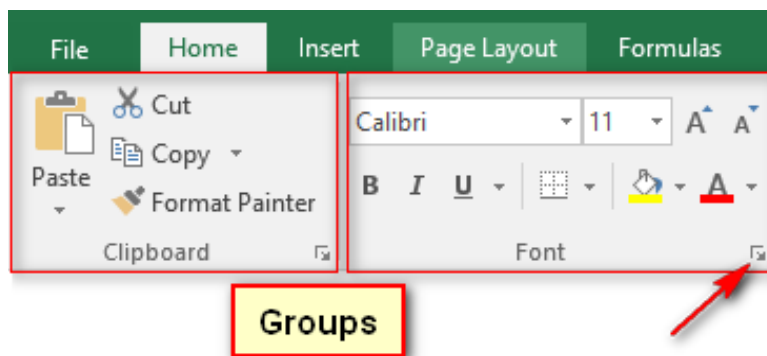 File Home Insert Page Layout Formulas
Cut
Calibri 11 A A
Copy
Paste
B I U A
Format Painter
Clipboard Font
Groups